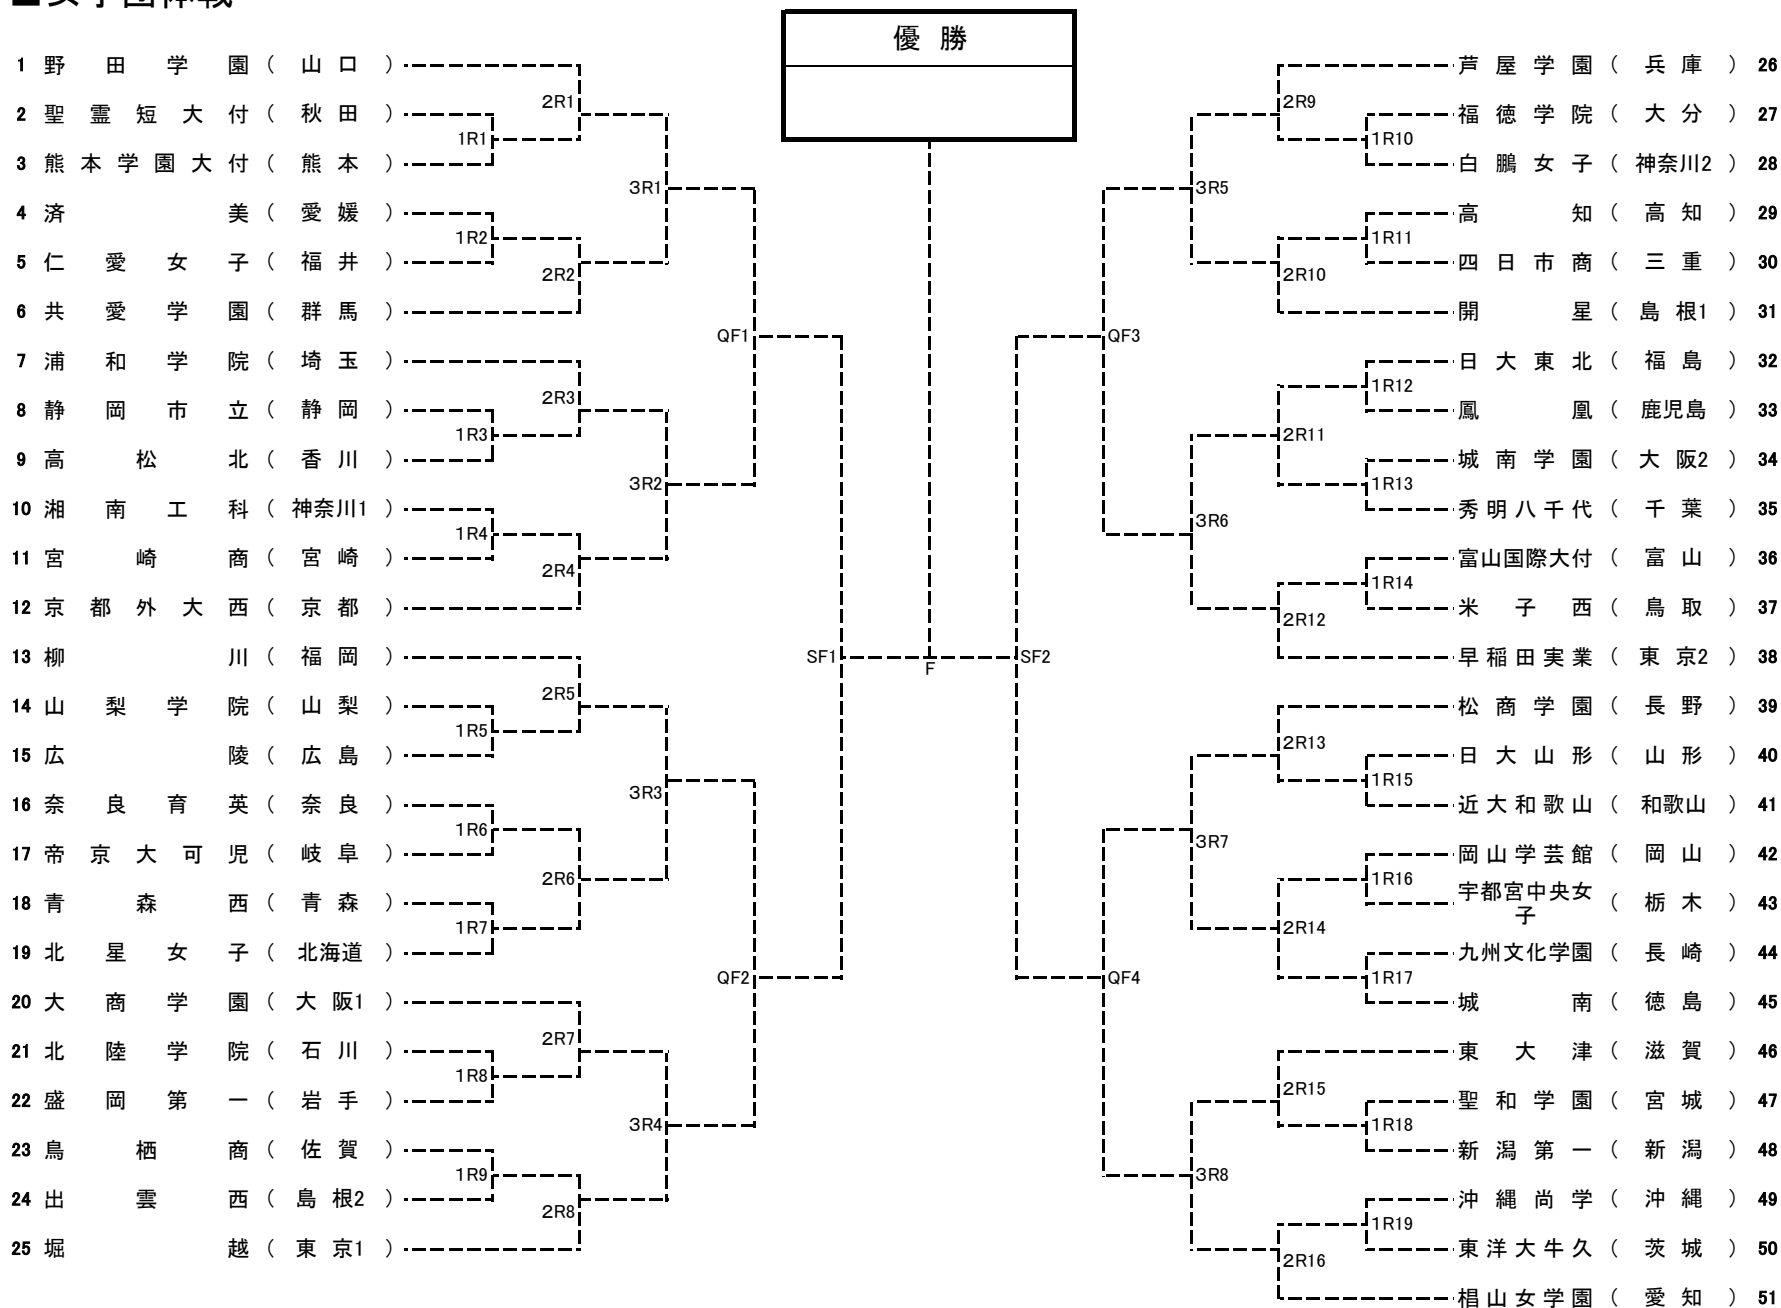 ■女子団体戦
優勝
1 野田学園（山口）
2 聖霊短大付（秋田）
3 熊本学園大付（熊本）
4 済美（愛媛）
5 仁愛女子（福井）
6 共愛学園（群馬）
7 浦和学院（埼玉）
8 静岡市立（静岡）
9 高松北（香川）
10 湘南工科（神奈川1）
11 宮崎商（宮崎）
12 京都外大西（京都）
13 柳川（福岡）
14 山梨学院（山梨）
15 広陵（広島）
16 奈良育英（奈良）
17 帝京大可児（岐阜）
18 青森西（青森）
19 北星女子（北海道）
20 大商学園（大阪1）
21 北陸学院（石川）
22 盛岡第一（岩手）
23 鳥栖商（佐賀）
24 出雲西（島根2）
25 堀越（東京1）
1R1
1R2
1R3
1R4
1R5
1R6
1R7
1R8
1R9
2R1
2R2
2R3
2R4
2R5
2R6
2R7
2R8
3R1
3R2
3R3
3R4
QF1
QF2
SF1
F
SF2
QF3
QF4
3R5
3R6
3R7
3R8
2R9
2R10
2R11
2R12
2R13
2R14
2R15
2R16
1R10
1R11
1R12
1R13
1R14
1R15
1R16
1R17
1R18
1R19
芦屋学園（兵庫）26
福徳学院（大分）27
白鵬女子（神奈川2）28
高知（高知）29
四日市商（三重）30
開星（島根1）31
日大東北（福島）32
鳳凰（鹿児島）33
城南学園（大阪2）34
秀明八千代（千葉）35
富山国際大付（富山）36
米子西（鳥取）37
早稲田実業（東京2）38
松商学園（長野）39
日大山形（山形）40
近大和歌山（和歌山）41
岡山学芸館（岡山）42
宇都宮中央女
子（栃木）43
九州文化学園（長崎）44
城南（徳島）45
東大津（滋賀）46
聖和学園（宮城）47
新潟第一（新潟）48
沖縄尚学（沖縄）49
東洋大牛久（茨城）50
椙山女学園（愛知）51